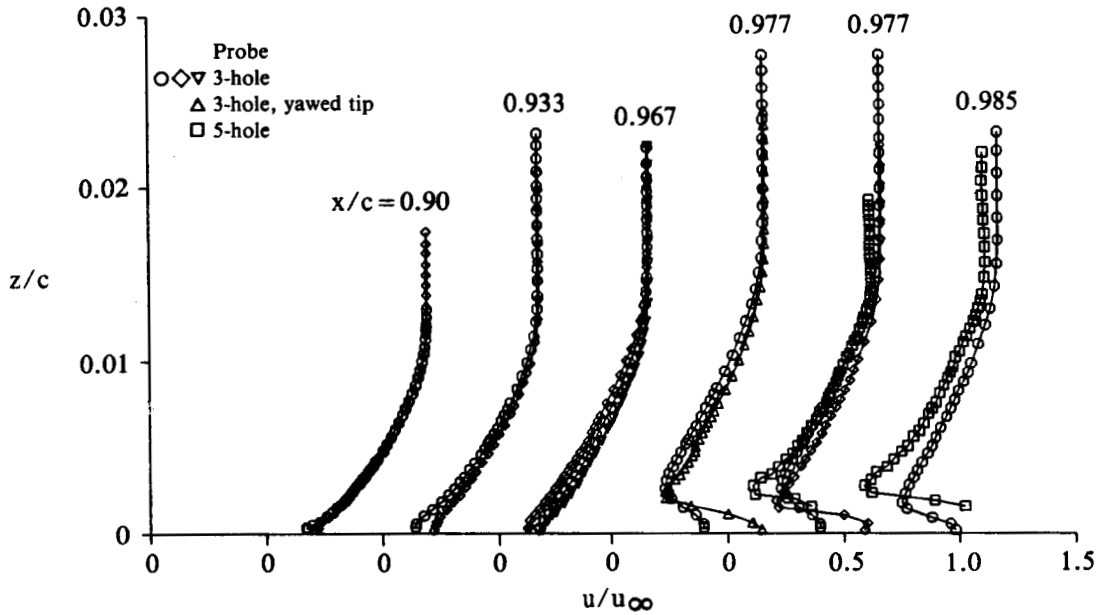 0.03
Probe
3-hole
3-hole, yawed tip
5-hole
0.977
0.977
0.933
0.967
0.985
0.02
x/c = 0.90
z/c
0.01
0
0 0 0 0 0 0 0.5 1.0 1.5
u/u∞